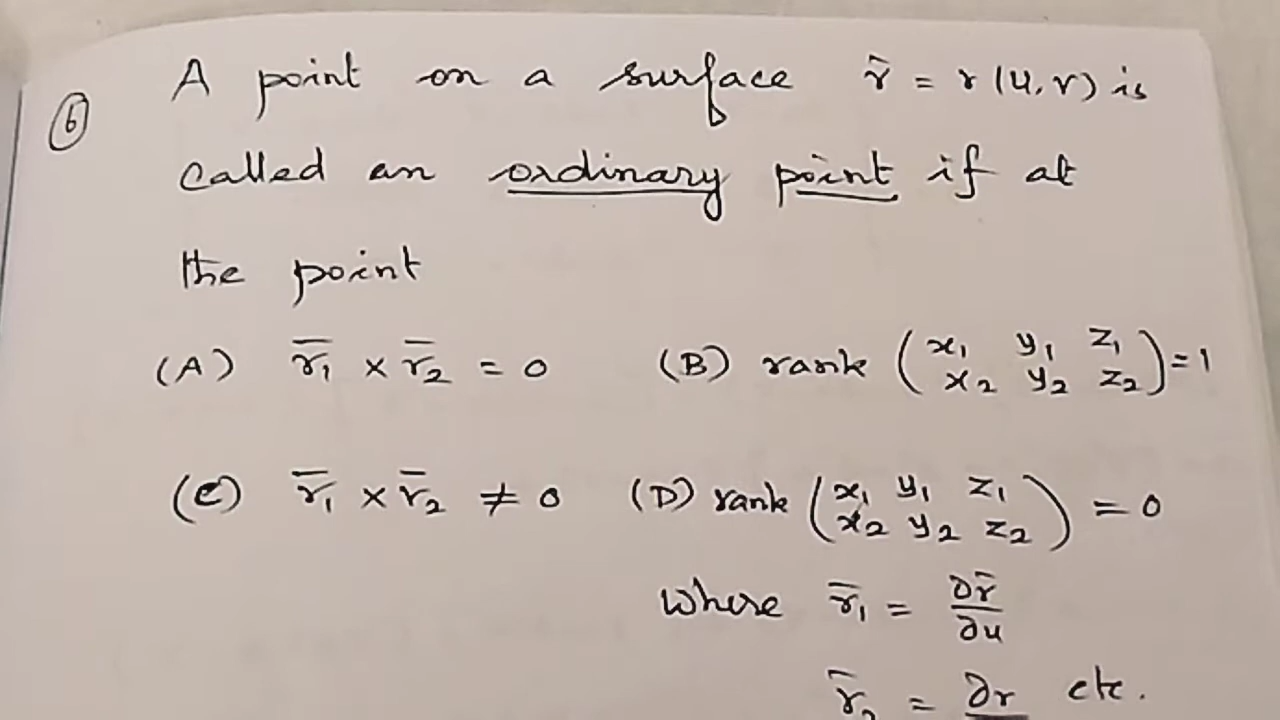 ⑥ A point on a surface r̄ = r(u,v) is
called an ordinary point if at
the point
(A) r̄₁ × r̄₂ = 0 (B) rank (x₁ y₁ z₁
x₂ y₂ z₂) = 1
(C) r̄₁ × r̄₂ ≠ 0 (D) rank (x₁ y₁ z₁
x₂ y₂ z₂) = 0
where r̄₁ = ∂r̄/∂u
r̄₂ = ∂r etc.